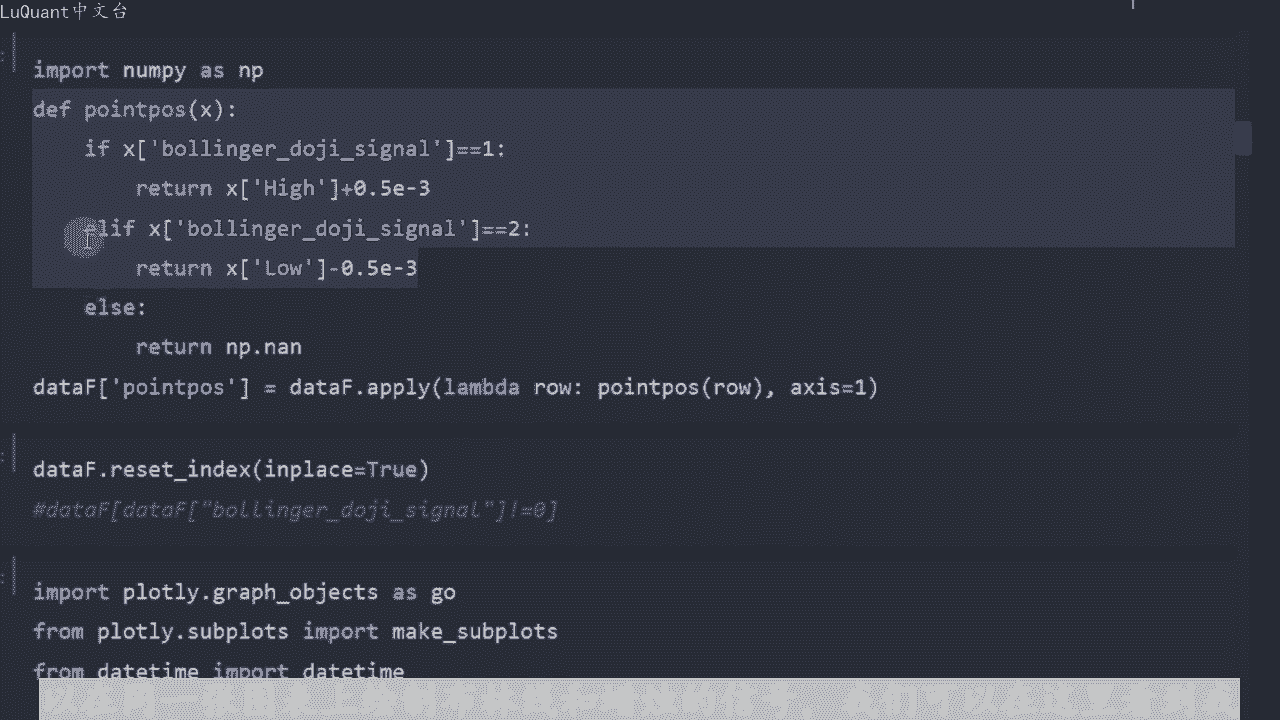 LuQuant中文台
import numpy as np
def pointpos(x):
    if x['bollinger_doji_signal']==1:
        return x['High']+0.5e-3
    elif x['bollinger_doji_signal']==2:
        return x['Low']-0.5e-3
    else:
        return np.nan
dataF['pointpos'] = dataF.apply(lambda row: pointpos(row), axis=1)
dataF.reset_index(inplace=True)
#dataF[dataF["bollinger_doji_signal"]!=0]
import plotly.graph_objects as go
from plotly.subplots import make_subplots
from datetime import datetime